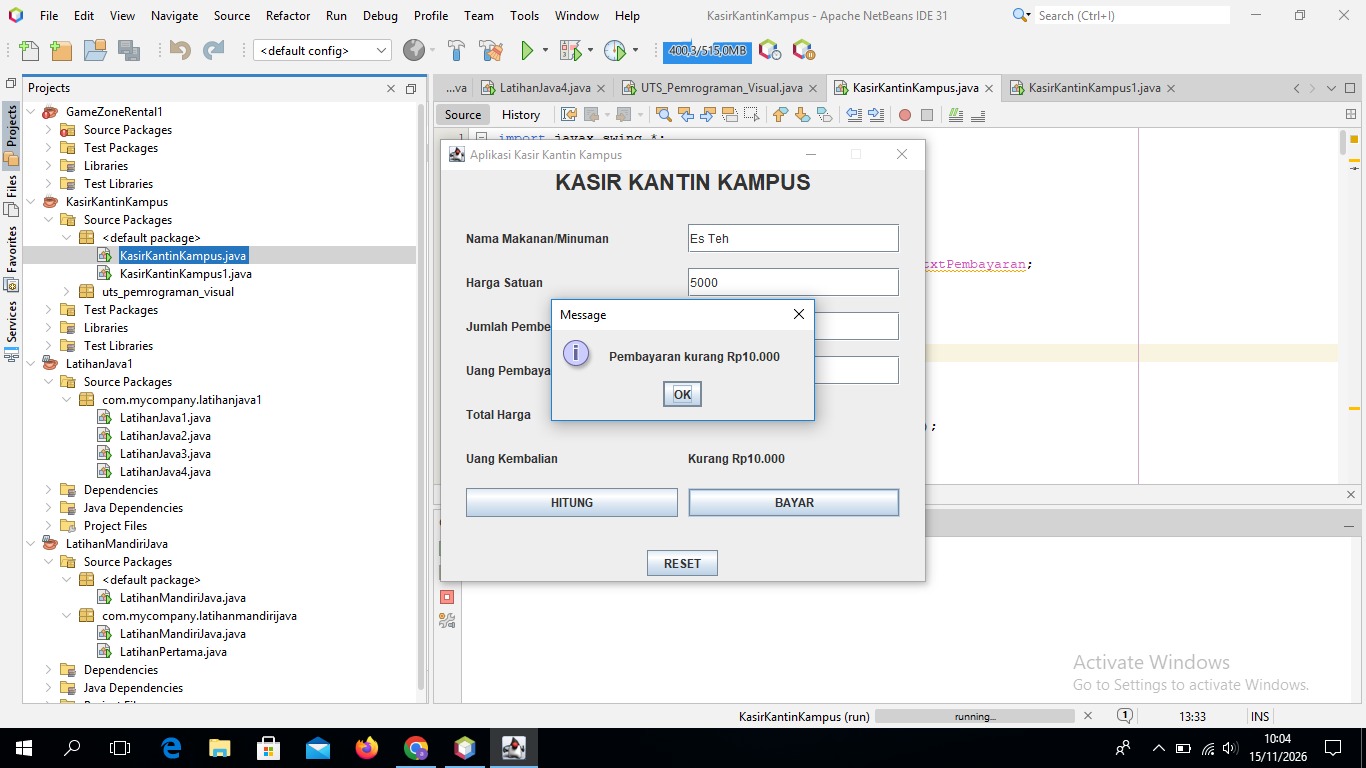 File Edit View Navigate Source Refactor Run Debug Profile Team Tools Window Help
KasirKantinKampus - Apache NetBeans IDE 31
Search (Ctrl+I)
<default config>
400,3/515,0MB
Projects
...va
LatihanJava4.java
UTS_Pemrograman_Visual.java
KasirKantinKampus.java
KasirKantinKampus1.java
Source History
Projects
Files
Favorites
Services
GameZoneRental1
Source Packages
Test Packages
Libraries
Test Libraries
KasirKantinKampus
Source Packages
<default package>
KasirKantinKampus.java
KasirKantinKampus1.java
uts_pemrograman_visual
Test Packages
Libraries
Test Libraries
LatihanJava1
Source Packages
com.mycompany.latihanjava1
LatihanJava1.java
LatihanJava2.java
LatihanJava3.java
LatihanJava4.java
Dependencies
Java Dependencies
Project Files
LatihanMandiriJava
Source Packages
<default package>
LatihanMandiriJava.java
com.mycompany.latihanmandirijava
LatihanMandiriJava.java
LatihanPertama.java
Dependencies
Java Dependencies
Project Files
1 import javax.swing.*;
txtPembayaran;
);
Aplikasi Kasir Kantin Kampus
KASIR KANTIN KAMPUS
Nama Makanan/Minuman Es Teh
Harga Satuan 5000
Jumlah Pembe
Uang Pembaya
Total Harga
Uang Kembalian Kurang Rp10.000
HITUNG BAYAR
RESET
Message
Pembayaran kurang Rp10.000
OK
Activate Windows
Go to Settings to activate Windows.
KasirKantinKampus (run) running... 1 13:33 INS
10:04
15/11/2026